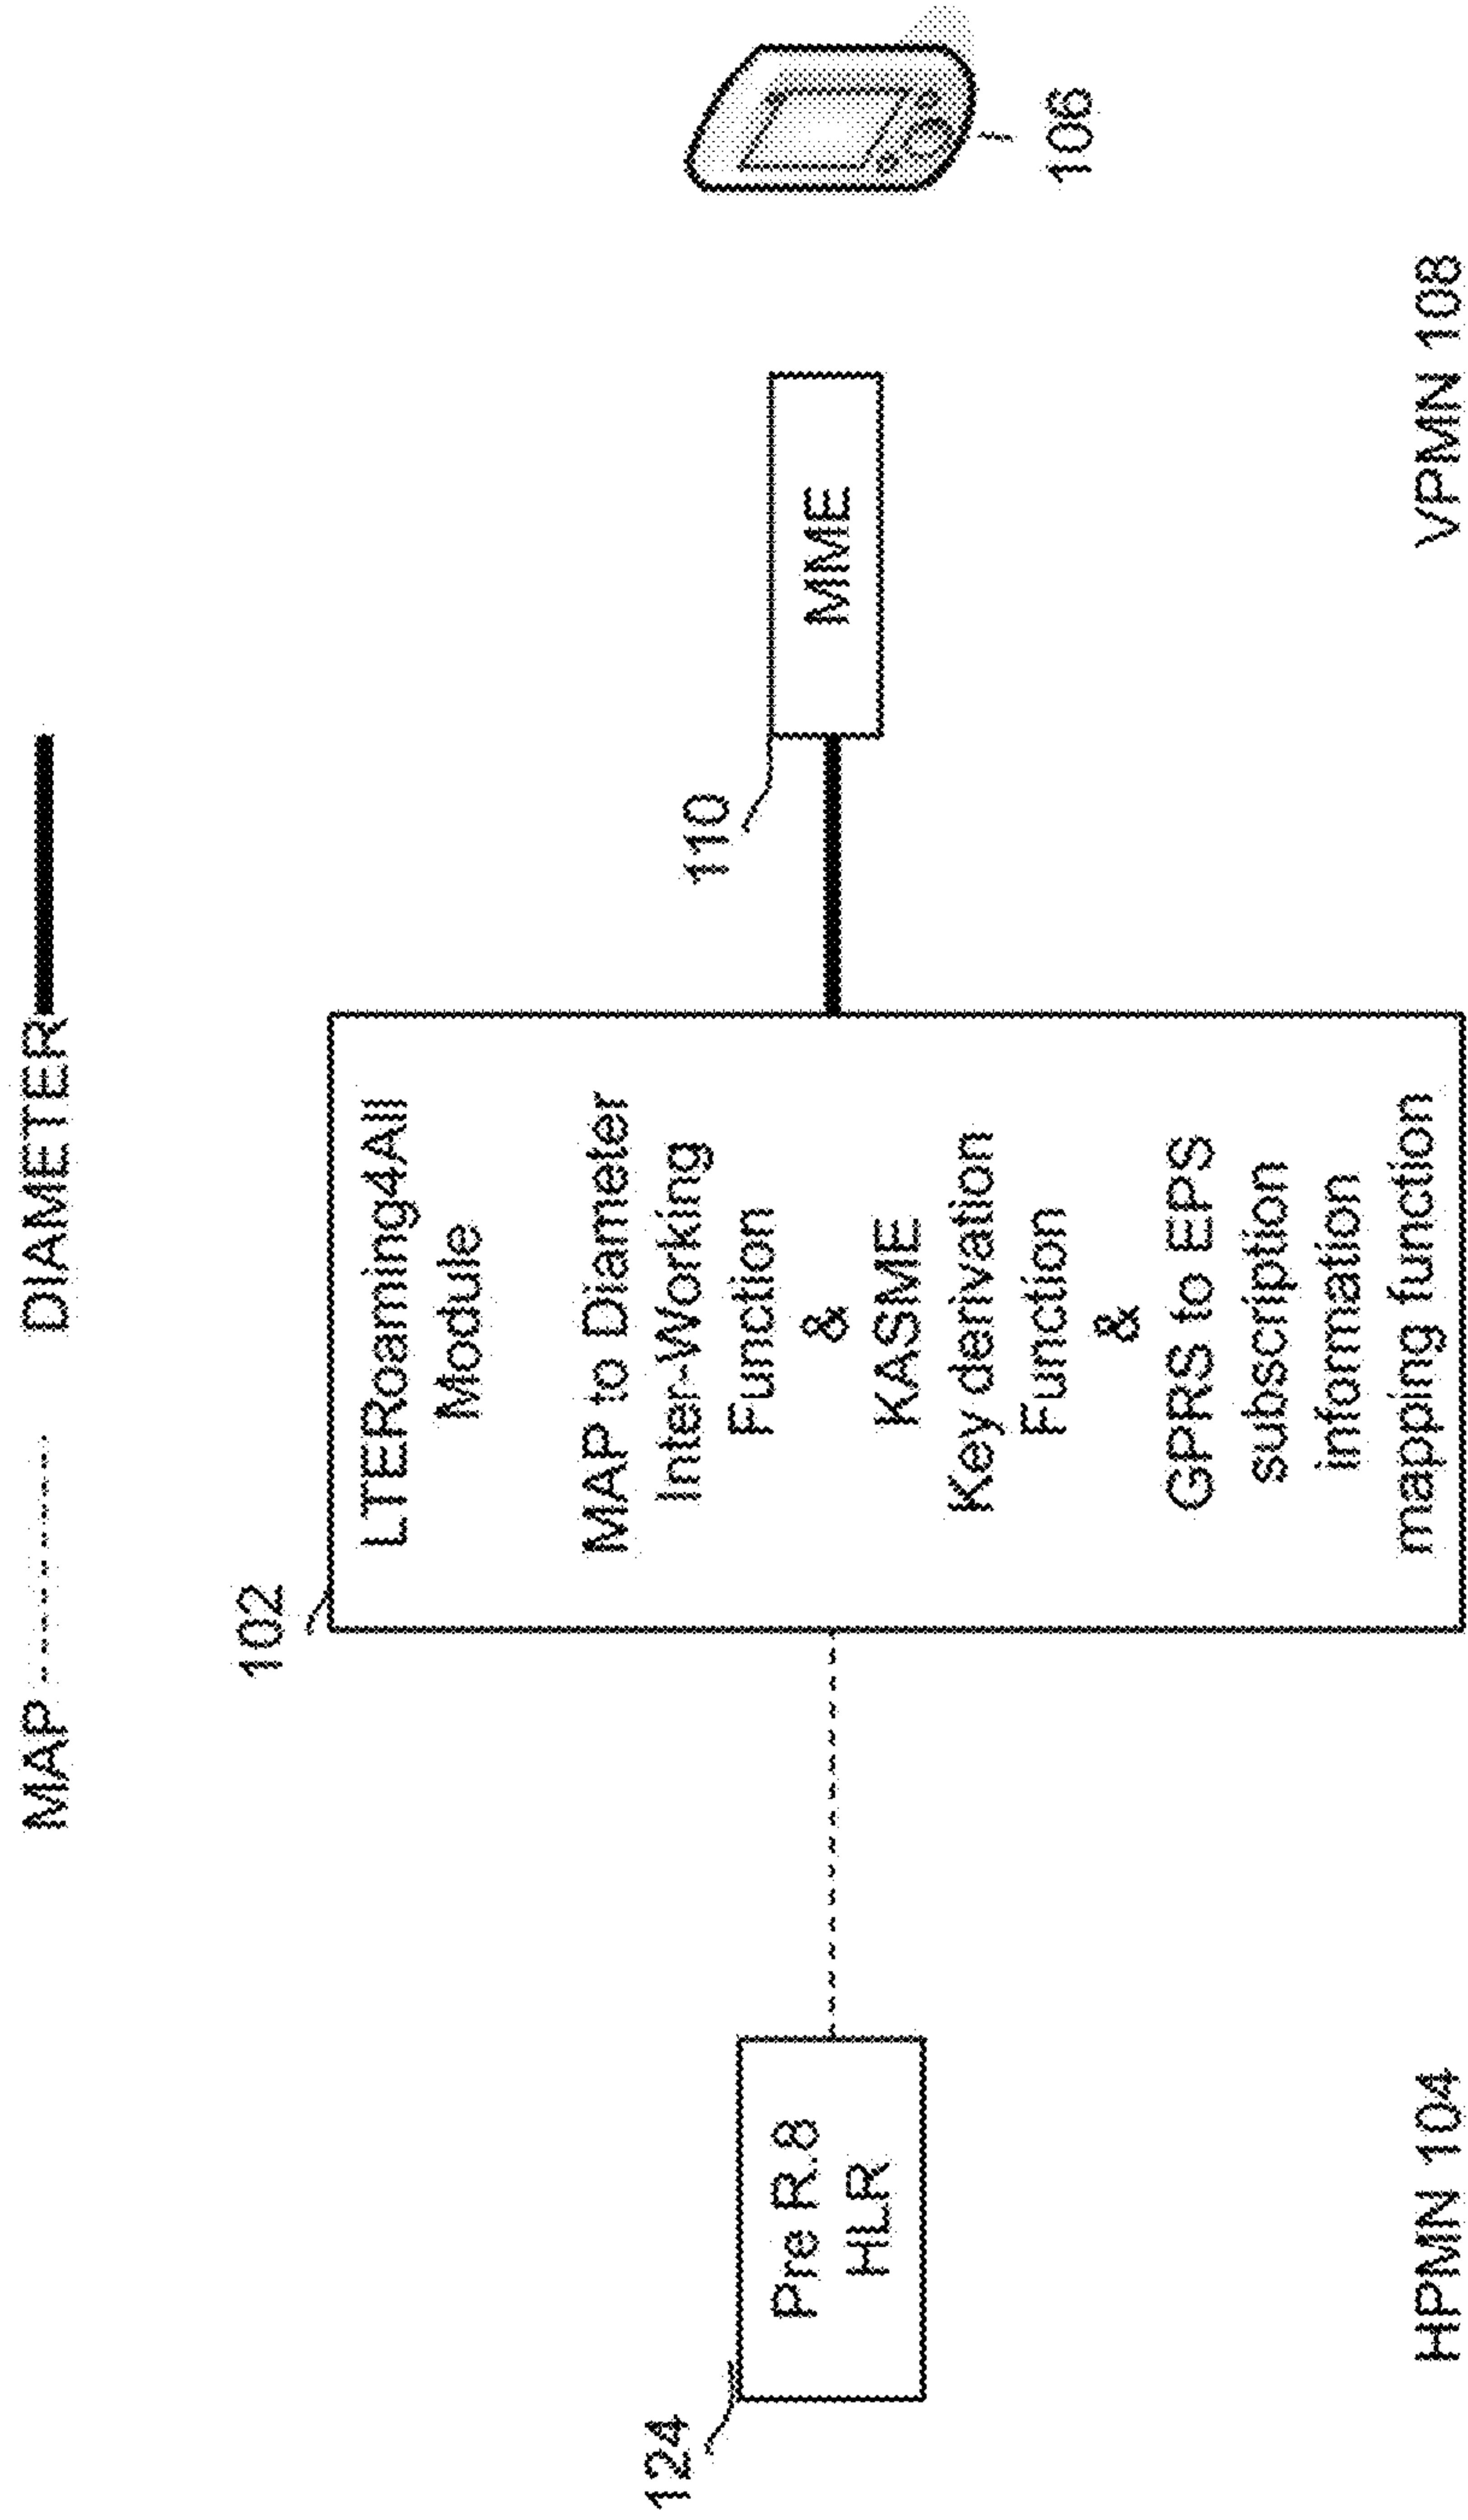 MAP
DIAMETER
102
LTERoaming4All
Module
MAP to Diameter
Inter-Working
Function
&
KASME
Key derivation
Function
&
GPRS to EPS
subscription
information
mapping function
124
Pre R.8
HLR
110
MME
106
HPMN 104
VPMN 108